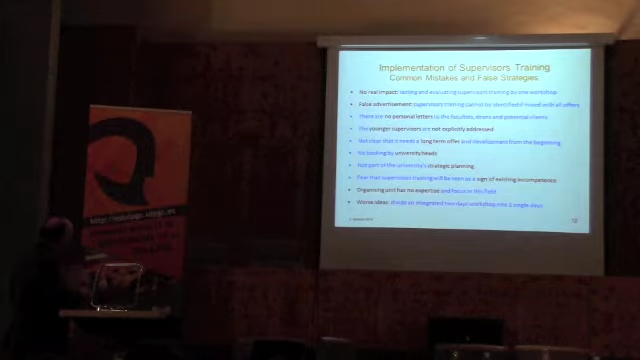 Implementation of Supervisors Training
Common Mistakes and False Strategies
No real impact: testing and evaluating supervisors training by one workshop
False advertisement: supervisors training cannot be identified/ mixed with all offers
There are no personal letters to the faculties, deans and potential clients
The younger supervisors are not explicitly addressed
Not clear that it needs a long term offer and development from the beginning
No backing by university heads
Not part of the university's strategic planning
Fear that supervision training will be seen as a sign of existing incompetence
Organising unit has no expertise and focus in this field
Worse idea: divide an integrated two days workshop into 2 single days